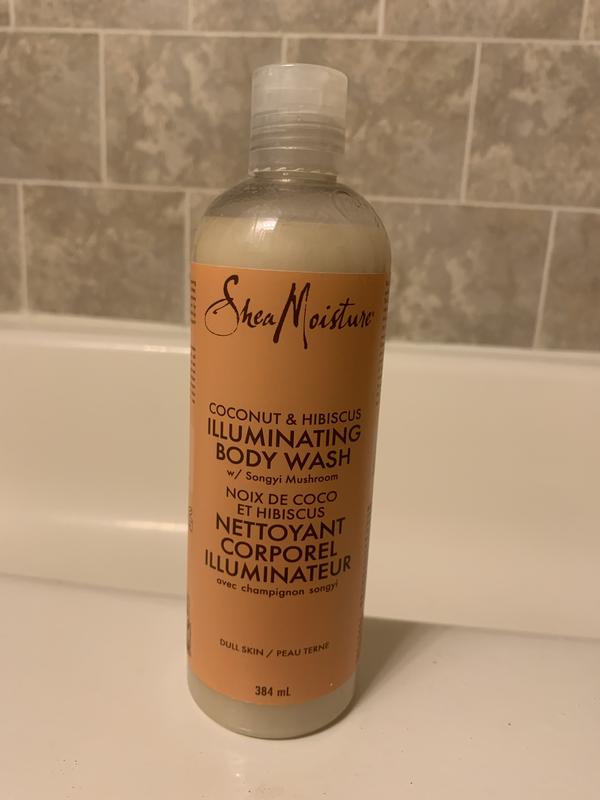 SheaMoisture
COCONUT & HIBISCUS
ILLUMINATING
BODY WASH
w/ Songyi Mushroom
NOIX DE COCO
ET HIBISCUS
NETTOYANT
CORPOREL
ILLUMINATEUR
avec champignon songyi
DULL SKIN / PEAU TERNE
384 mL